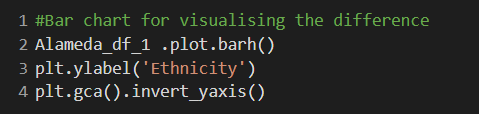 1 #Bar chart for visualising the difference
2 Alameda_df_1 .plot.barh()
3 plt.ylabel('Ethnicity')
4 plt.gca().invert_yaxis()